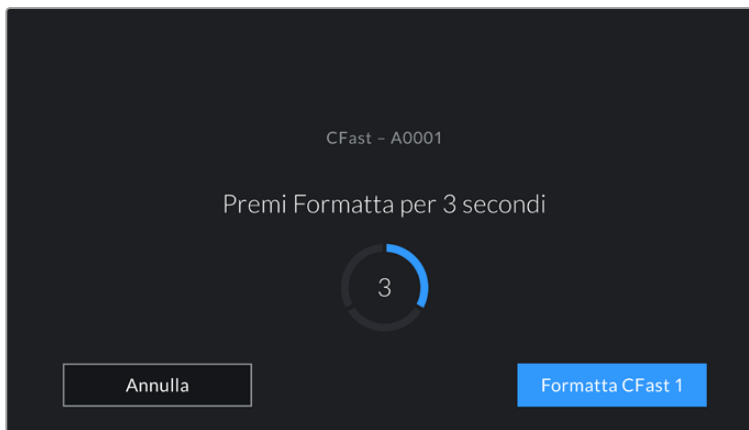 CFast – A0001
Premi Formatta per 3 secondi
3
Annulla
Formatta CFast 1